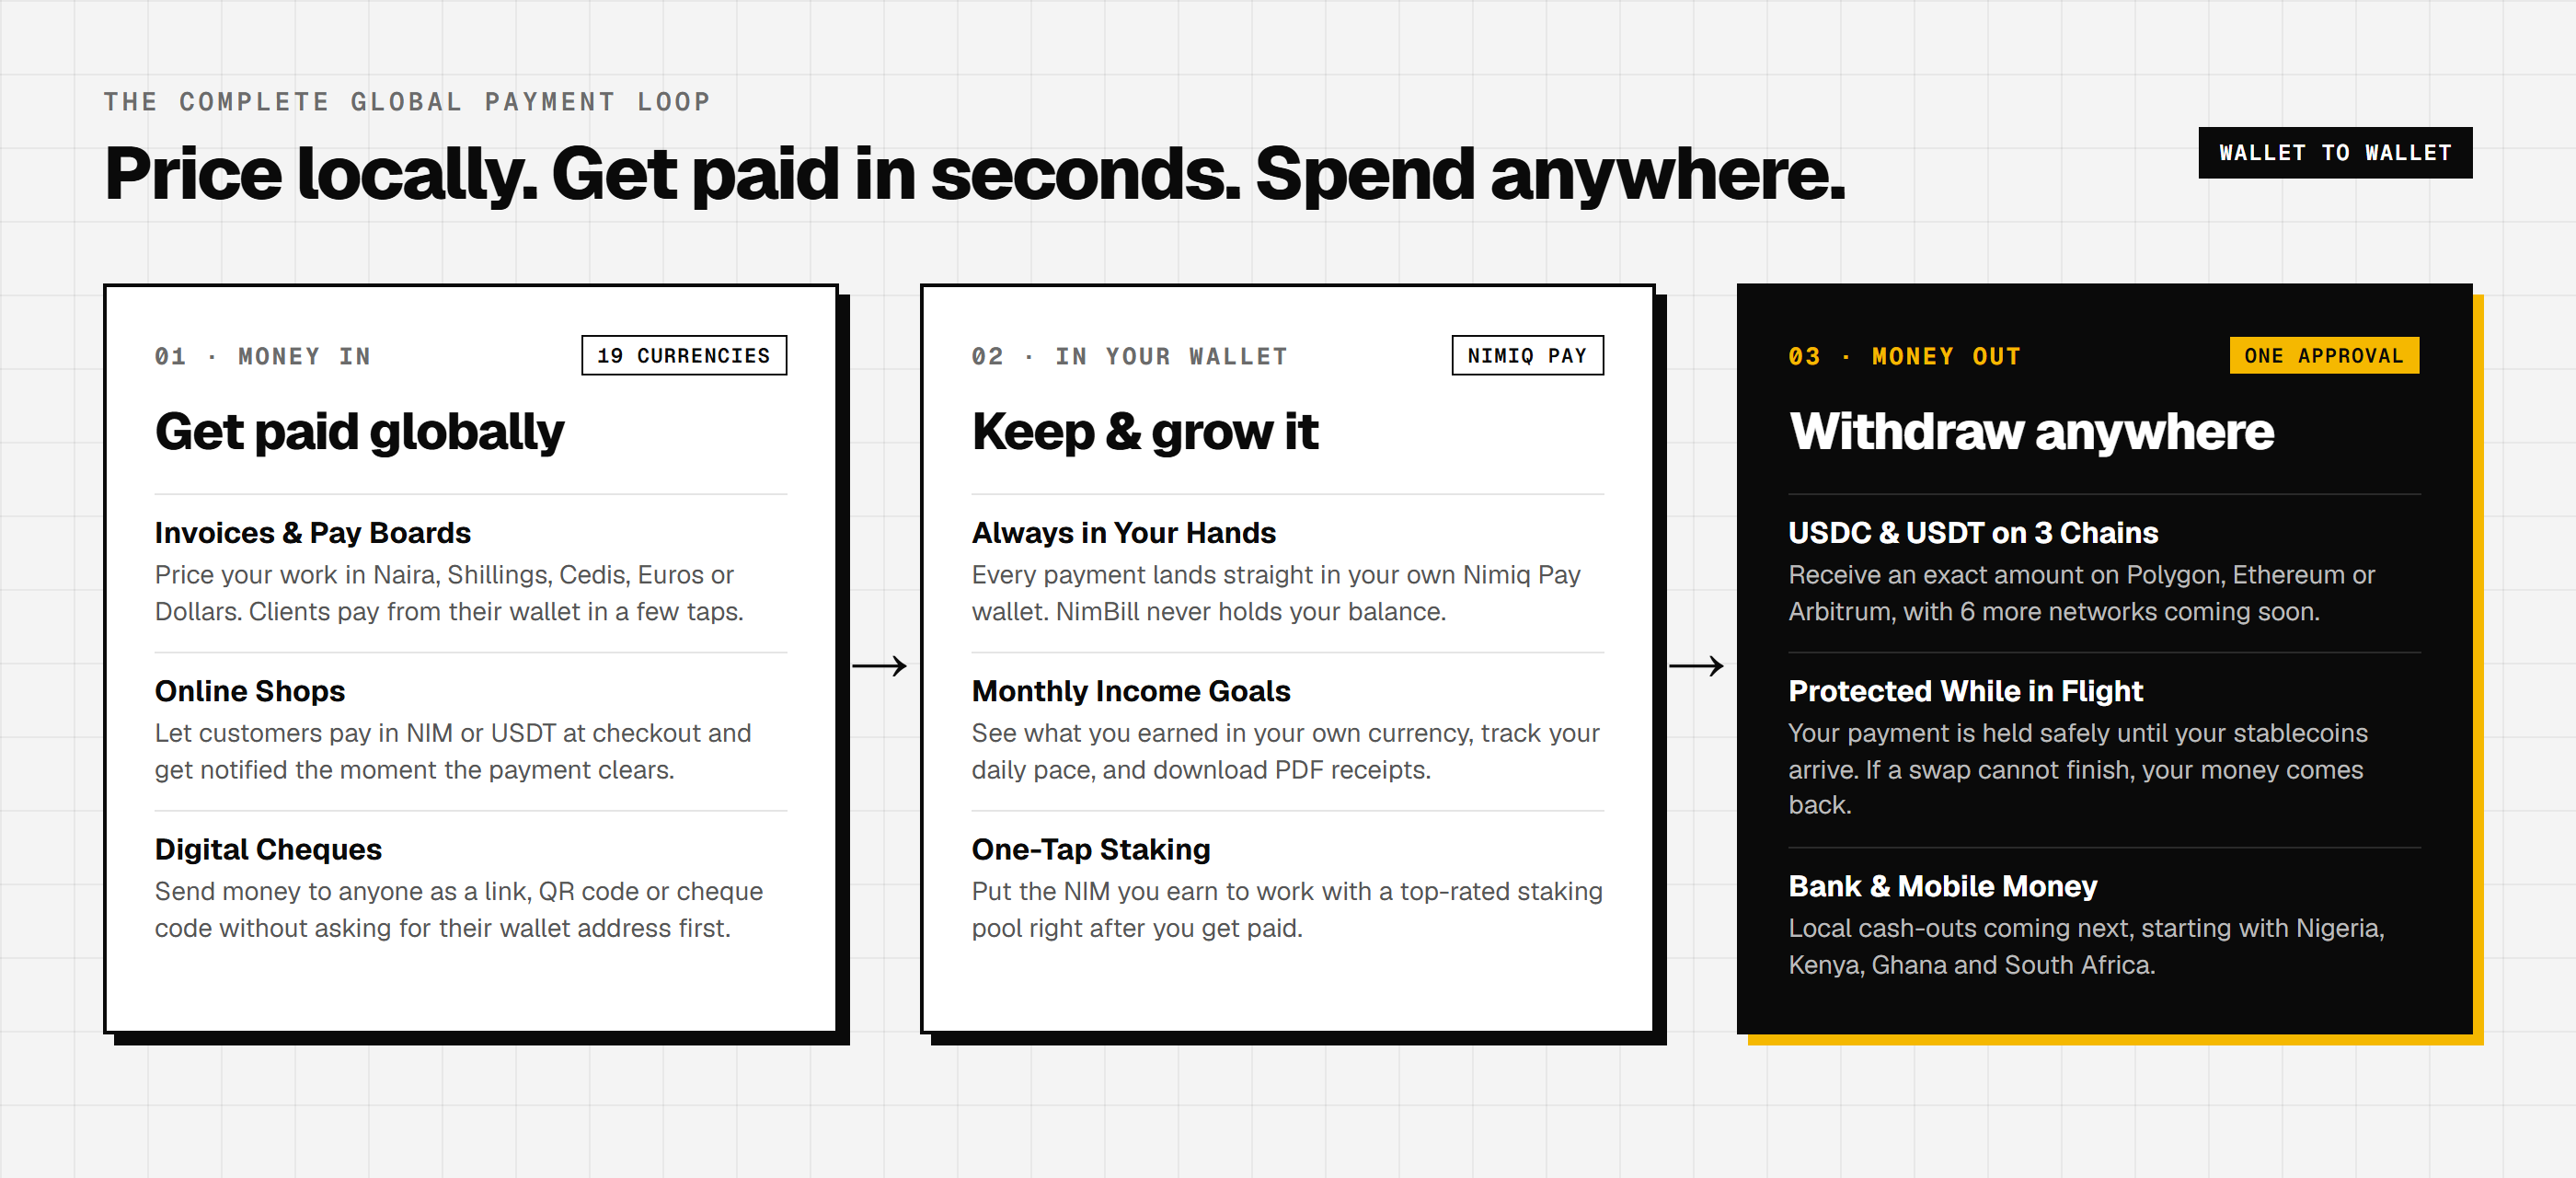 THE COMPLETE GLOBAL PAYMENT LOOP
Price locally. Get paid in seconds. Spend anywhere.
WALLET TO WALLET
01 · MONEY IN
19 CURRENCIES
Get paid globally
Invoices & Pay Boards
Price your work in Naira, Shillings, Cedis, Euros or
Dollars. Clients pay from their wallet in a few taps.
Online Shops
Let customers pay in NIM or USDT at checkout and
get notified the moment the payment clears.
Digital Cheques
Send money to anyone as a link, QR code or cheque
code without asking for their wallet address first.
→
02 · IN YOUR WALLET
NIMIQ PAY
Keep & grow it
Always in Your Hands
Every payment lands straight in your own Nimiq Pay
wallet. NimBill never holds your balance.
Monthly Income Goals
See what you earned in your own currency, track your
daily pace, and download PDF receipts.
One-Tap Staking
Put the NIM you earn to work with a top-rated staking
pool right after you get paid.
→
03 · MONEY OUT
ONE APPROVAL
Withdraw anywhere
USDC & USDT on 3 Chains
Receive an exact amount on Polygon, Ethereum or
Arbitrum, with 6 more networks coming soon.
Protected While in Flight
Your payment is held safely until your stablecoins
arrive. If a swap cannot finish, your money comes
back.
Bank & Mobile Money
Local cash-outs coming next, starting with Nigeria,
Kenya, Ghana and South Africa.